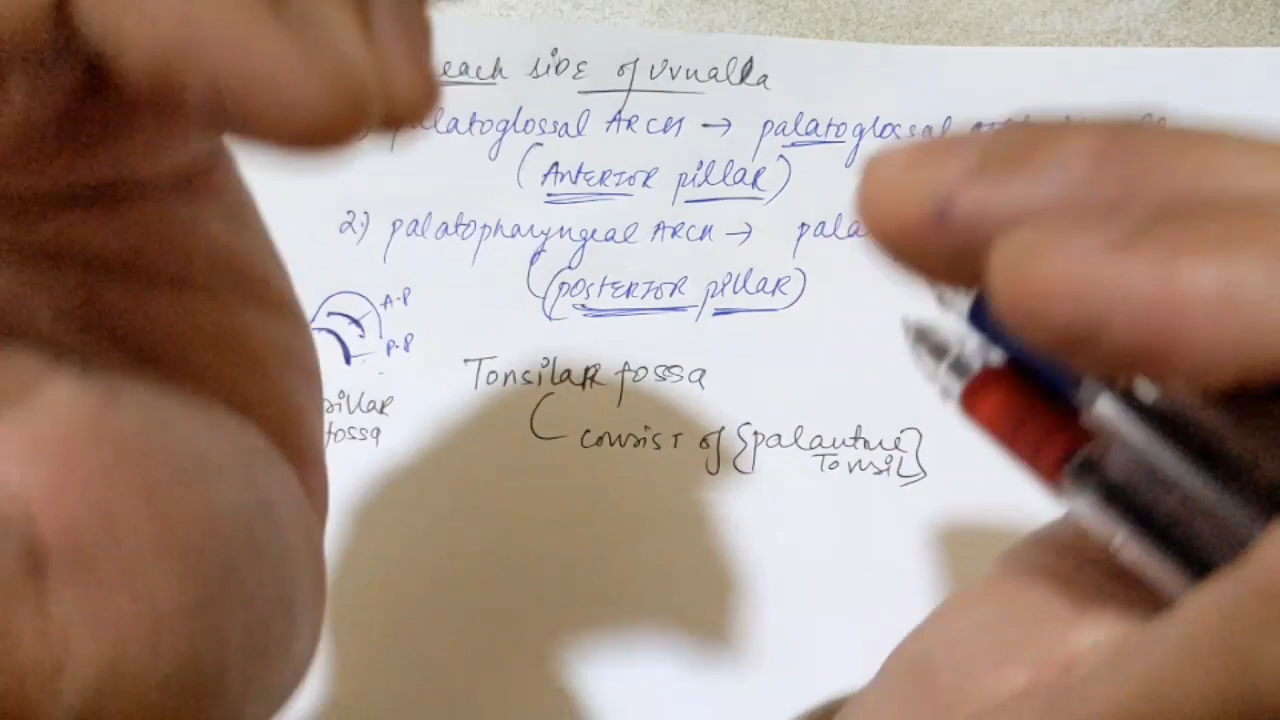 each side of Uvualla
palatoglossal ARCH → palatoglossal
(ANTERIOR pillar)
2) palatopharyngeal ARCH → pala
(POSTERIOR pillar)
A.P
P.P
pillar
fossa
Tonsilar fossa
consist of {palautine
Tonsil}